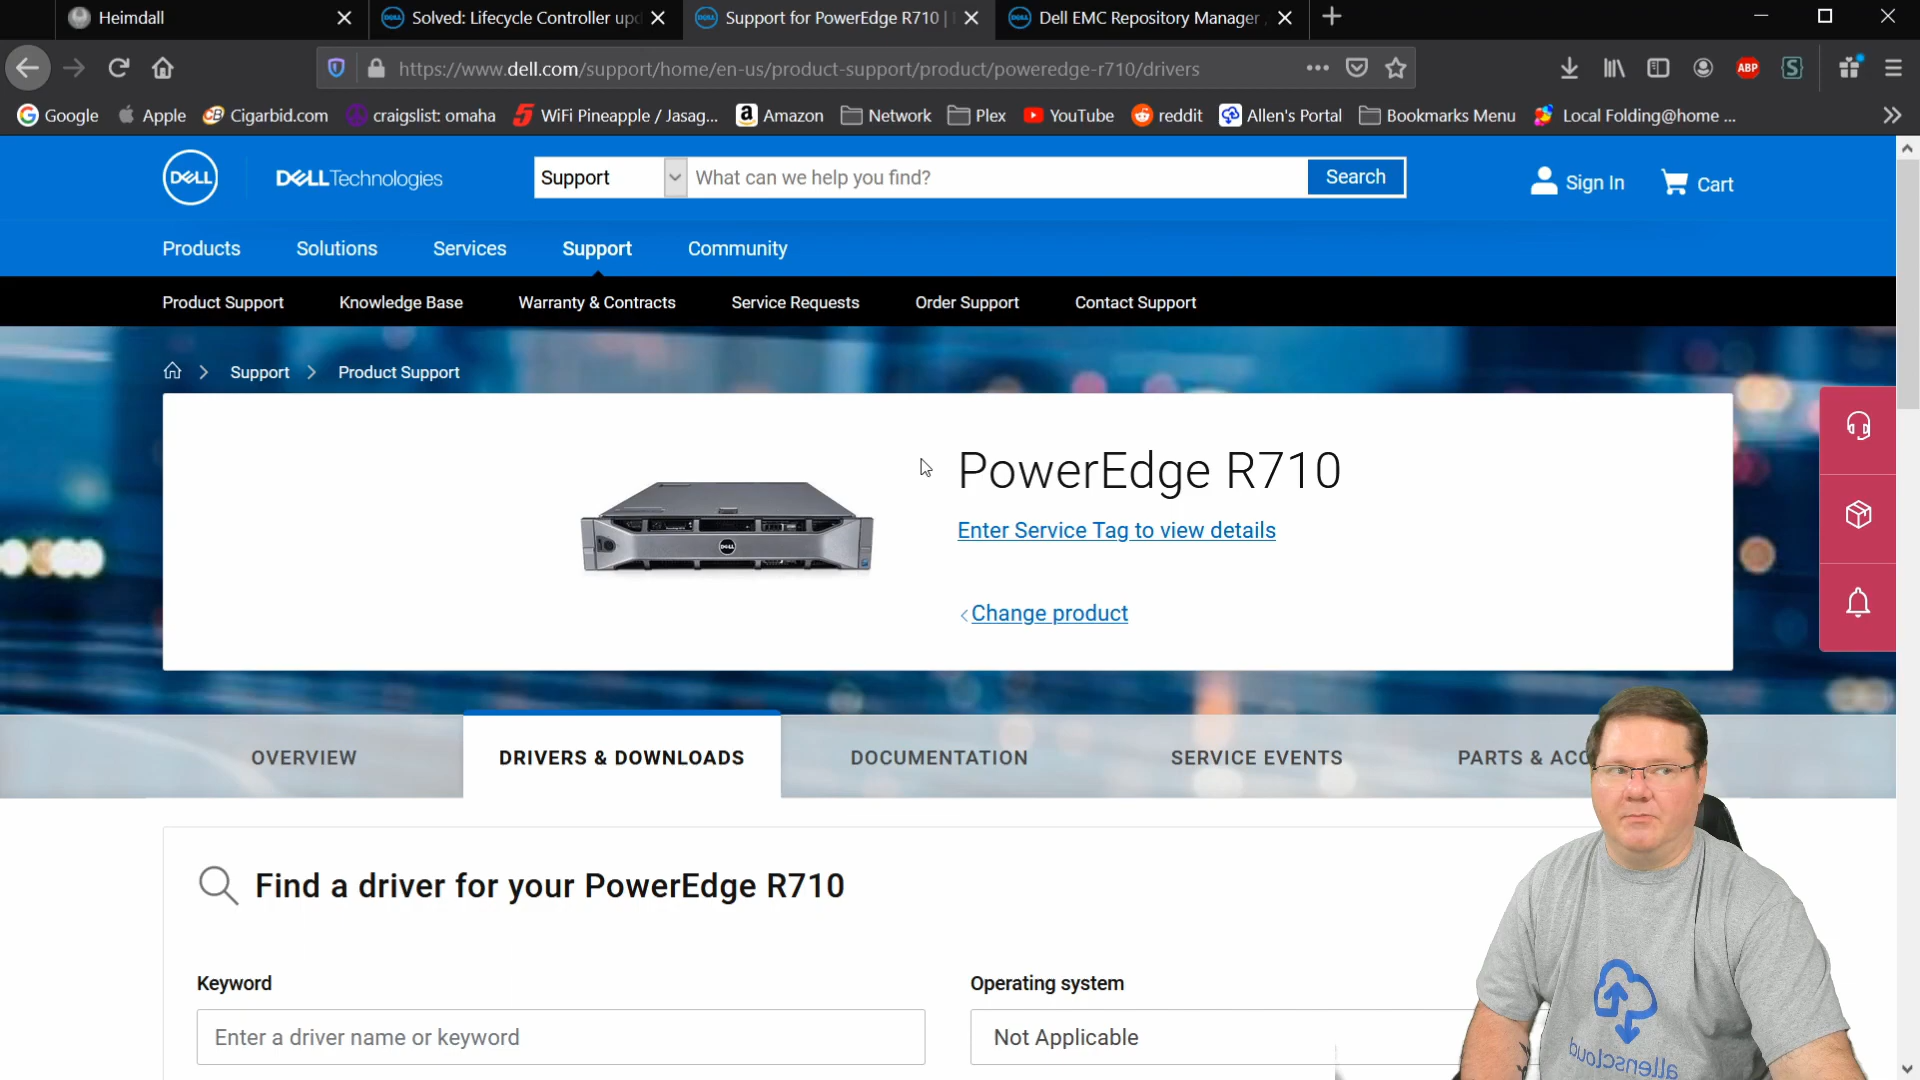 Heimdall
Solved: Lifecycle Controller upd
Support for PowerEdge R710 |
Dell EMC Repository Manager
https://www.dell.com/support/home/en-us/product-support/product/poweredge-r710/drivers
ABP
Google
Apple
Cigarbid.com
craigslist: omaha
WiFi Pineapple / Jasag...
Amazon
Network
Plex
YouTube
reddit
Allen's Portal
Bookmarks Menu
Local Folding@home ...
DELL
DELLTechnologies
Support
What can we help you find?
Search
Sign In
Cart
Products
Solutions
Services
Support
Community
Product Support
Knowledge Base
Warranty & Contracts
Service Requests
Order Support
Contact Support
Support
Product Support
PowerEdge R710
Enter Service Tag to view details
Change product
OVERVIEW
DRIVERS & DOWNLOADS
DOCUMENTATION
SERVICE EVENTS
PARTS & ACC
Find a driver for your PowerEdge R710
Keyword
Operating system
Enter a driver name or keyword
Not Applicable
allenscloud